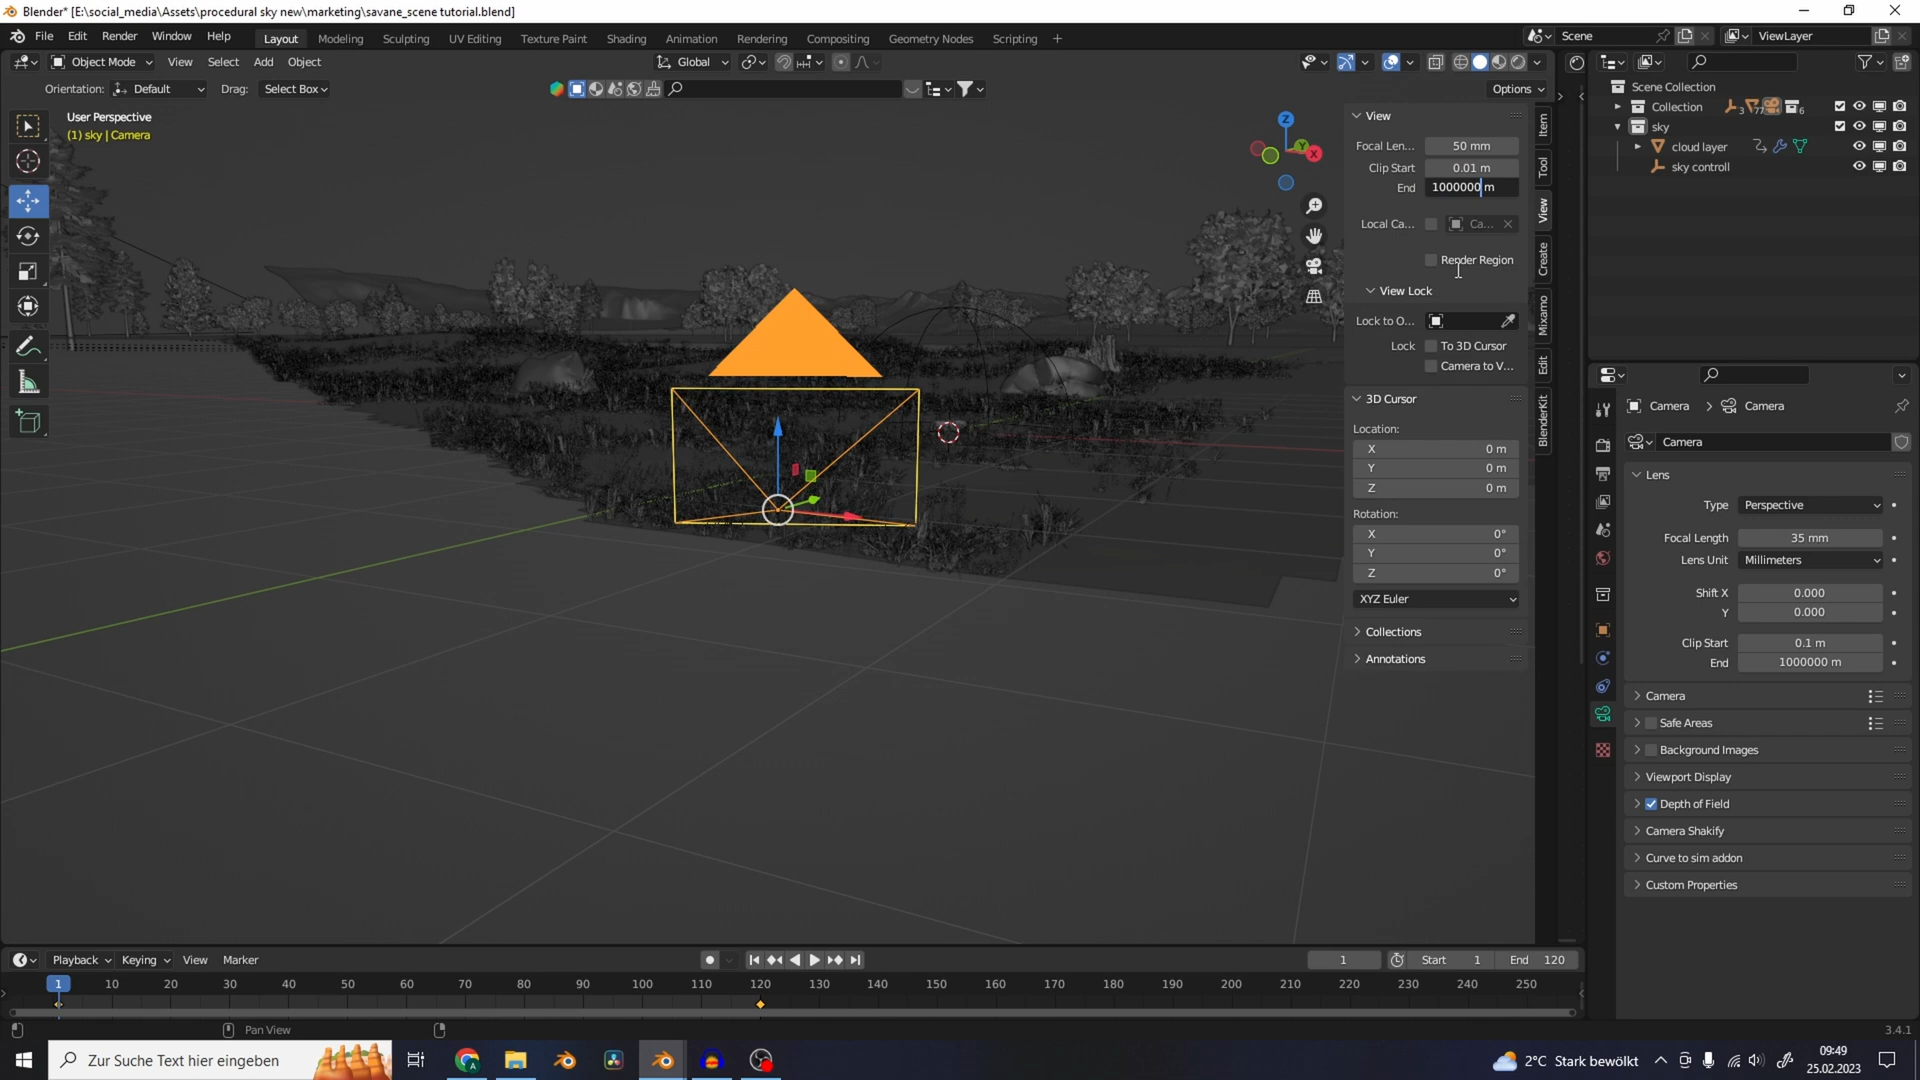 Blender* [E:\social_media\Assets\procedural sky new\marketing\savane_scene tutorial.blend]
File Edit Render Window Help Layout Modeling Sculpting UV Editing Texture Paint Shading Animation Rendering Compositing Geometry Nodes Scripting + Scene ViewLayer
Object Mode View Select Add Object Global
Orientation: Default Drag: Select Box Options
User Perspective
(1) sky | Camera
Z
Y
X
View
Focal Len... 50 mm
Clip Start 0.01 m
End 1000000 m
Local Ca... Ca...
Render Region
View Lock
Lock to O...
Lock To 3D Cursor
Camera to V...
3D Cursor
Location:
X 0 m
Y 0 m
Z 0 m
Rotation:
X 0°
Y 0°
Z 0°
XYZ Euler
Collections
Annotations
Item
Tool
View
Create
Mixamo
Edit
BlenderKit
Scene Collection
Collection 3 77 6
sky
cloud layer
sky controll
Camera > Camera
Camera
Lens
Type Perspective
Focal Length 35 mm
Lens Unit Millimeters
Shift X 0.000
Y 0.000
Clip Start 0.1 m
End 1000000 m
Camera
Safe Areas
Background Images
Viewport Display
Depth of Field
Camera Shakify
Curve to sim addon
Custom Properties
Playback Keying View Marker 1 Start 1 End 120
1 10 20 30 40 50 60 70 80 90 100 110 120 130 140 150 160 170 180 190 200 210 220 230 240 250
Pan View 3.4.1
Zur Suche Text hier eingeben 2°C Stark bewölkt 09:49
25.02.2023